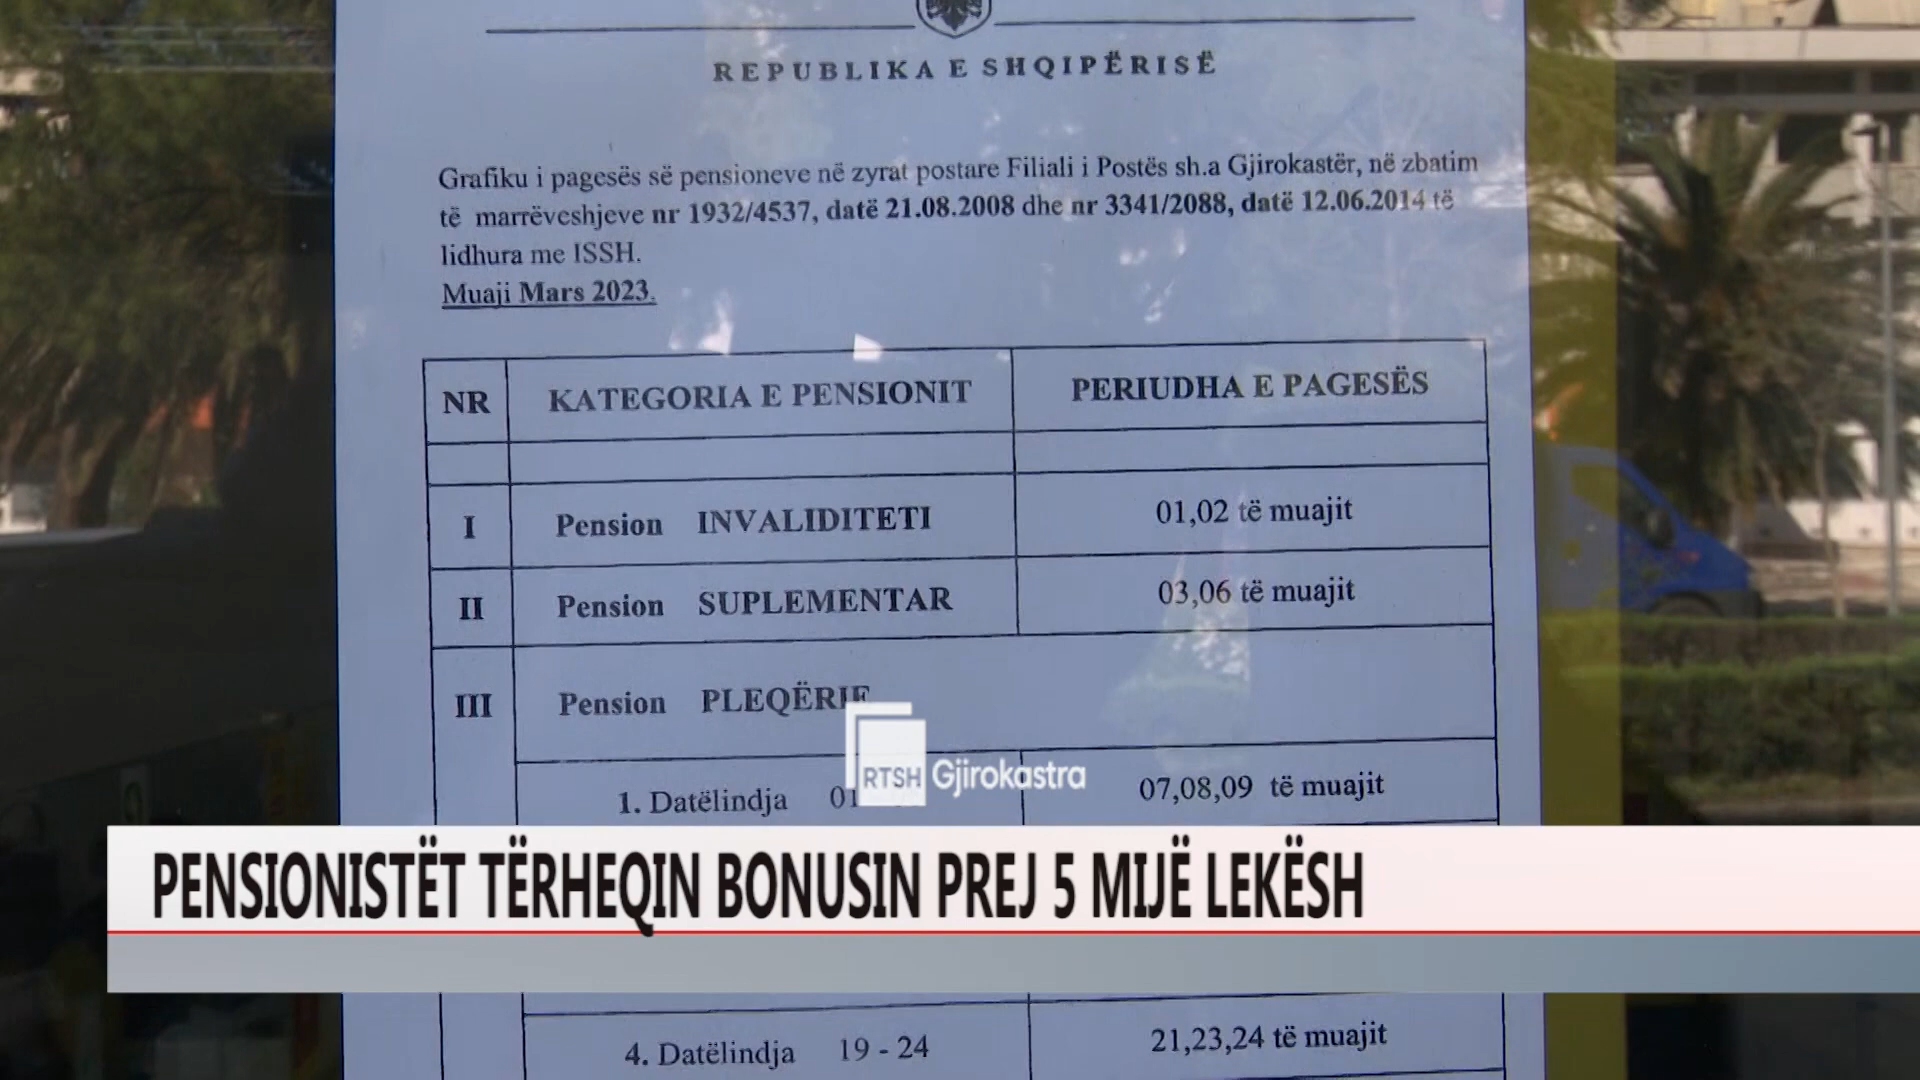 REPUBLIKA E SHQIPËRISË
Grafiku i pagesës së pensioneve në zyrat postare Filiali i Postës sh.a Gjirokastër, në zbatim
të marrëveshjeve nr 1932/4537, datë 21.08.2008 dhe nr 3341/2088, datë 12.06.2014 të
lidhura me ISSH.
Muaji Mars 2023.
NR KATEGORIA E PENSIONIT PERIUDHA E PAGESËS
I Pension INVALIDITETI 01,02 të muajit
II Pension SUPLEMENTAR 03,06 të muajit
III Pension PLEQËRIE
1. Datëlindja 01 07,08,09 të muajit
RTSH Gjirokastra
PENSIONISTËT TËRHEQIN BONUSIN PREJ 5 MIJË LEKËSH
4. Datëlindja 19 - 24 21,23,24 të muajit